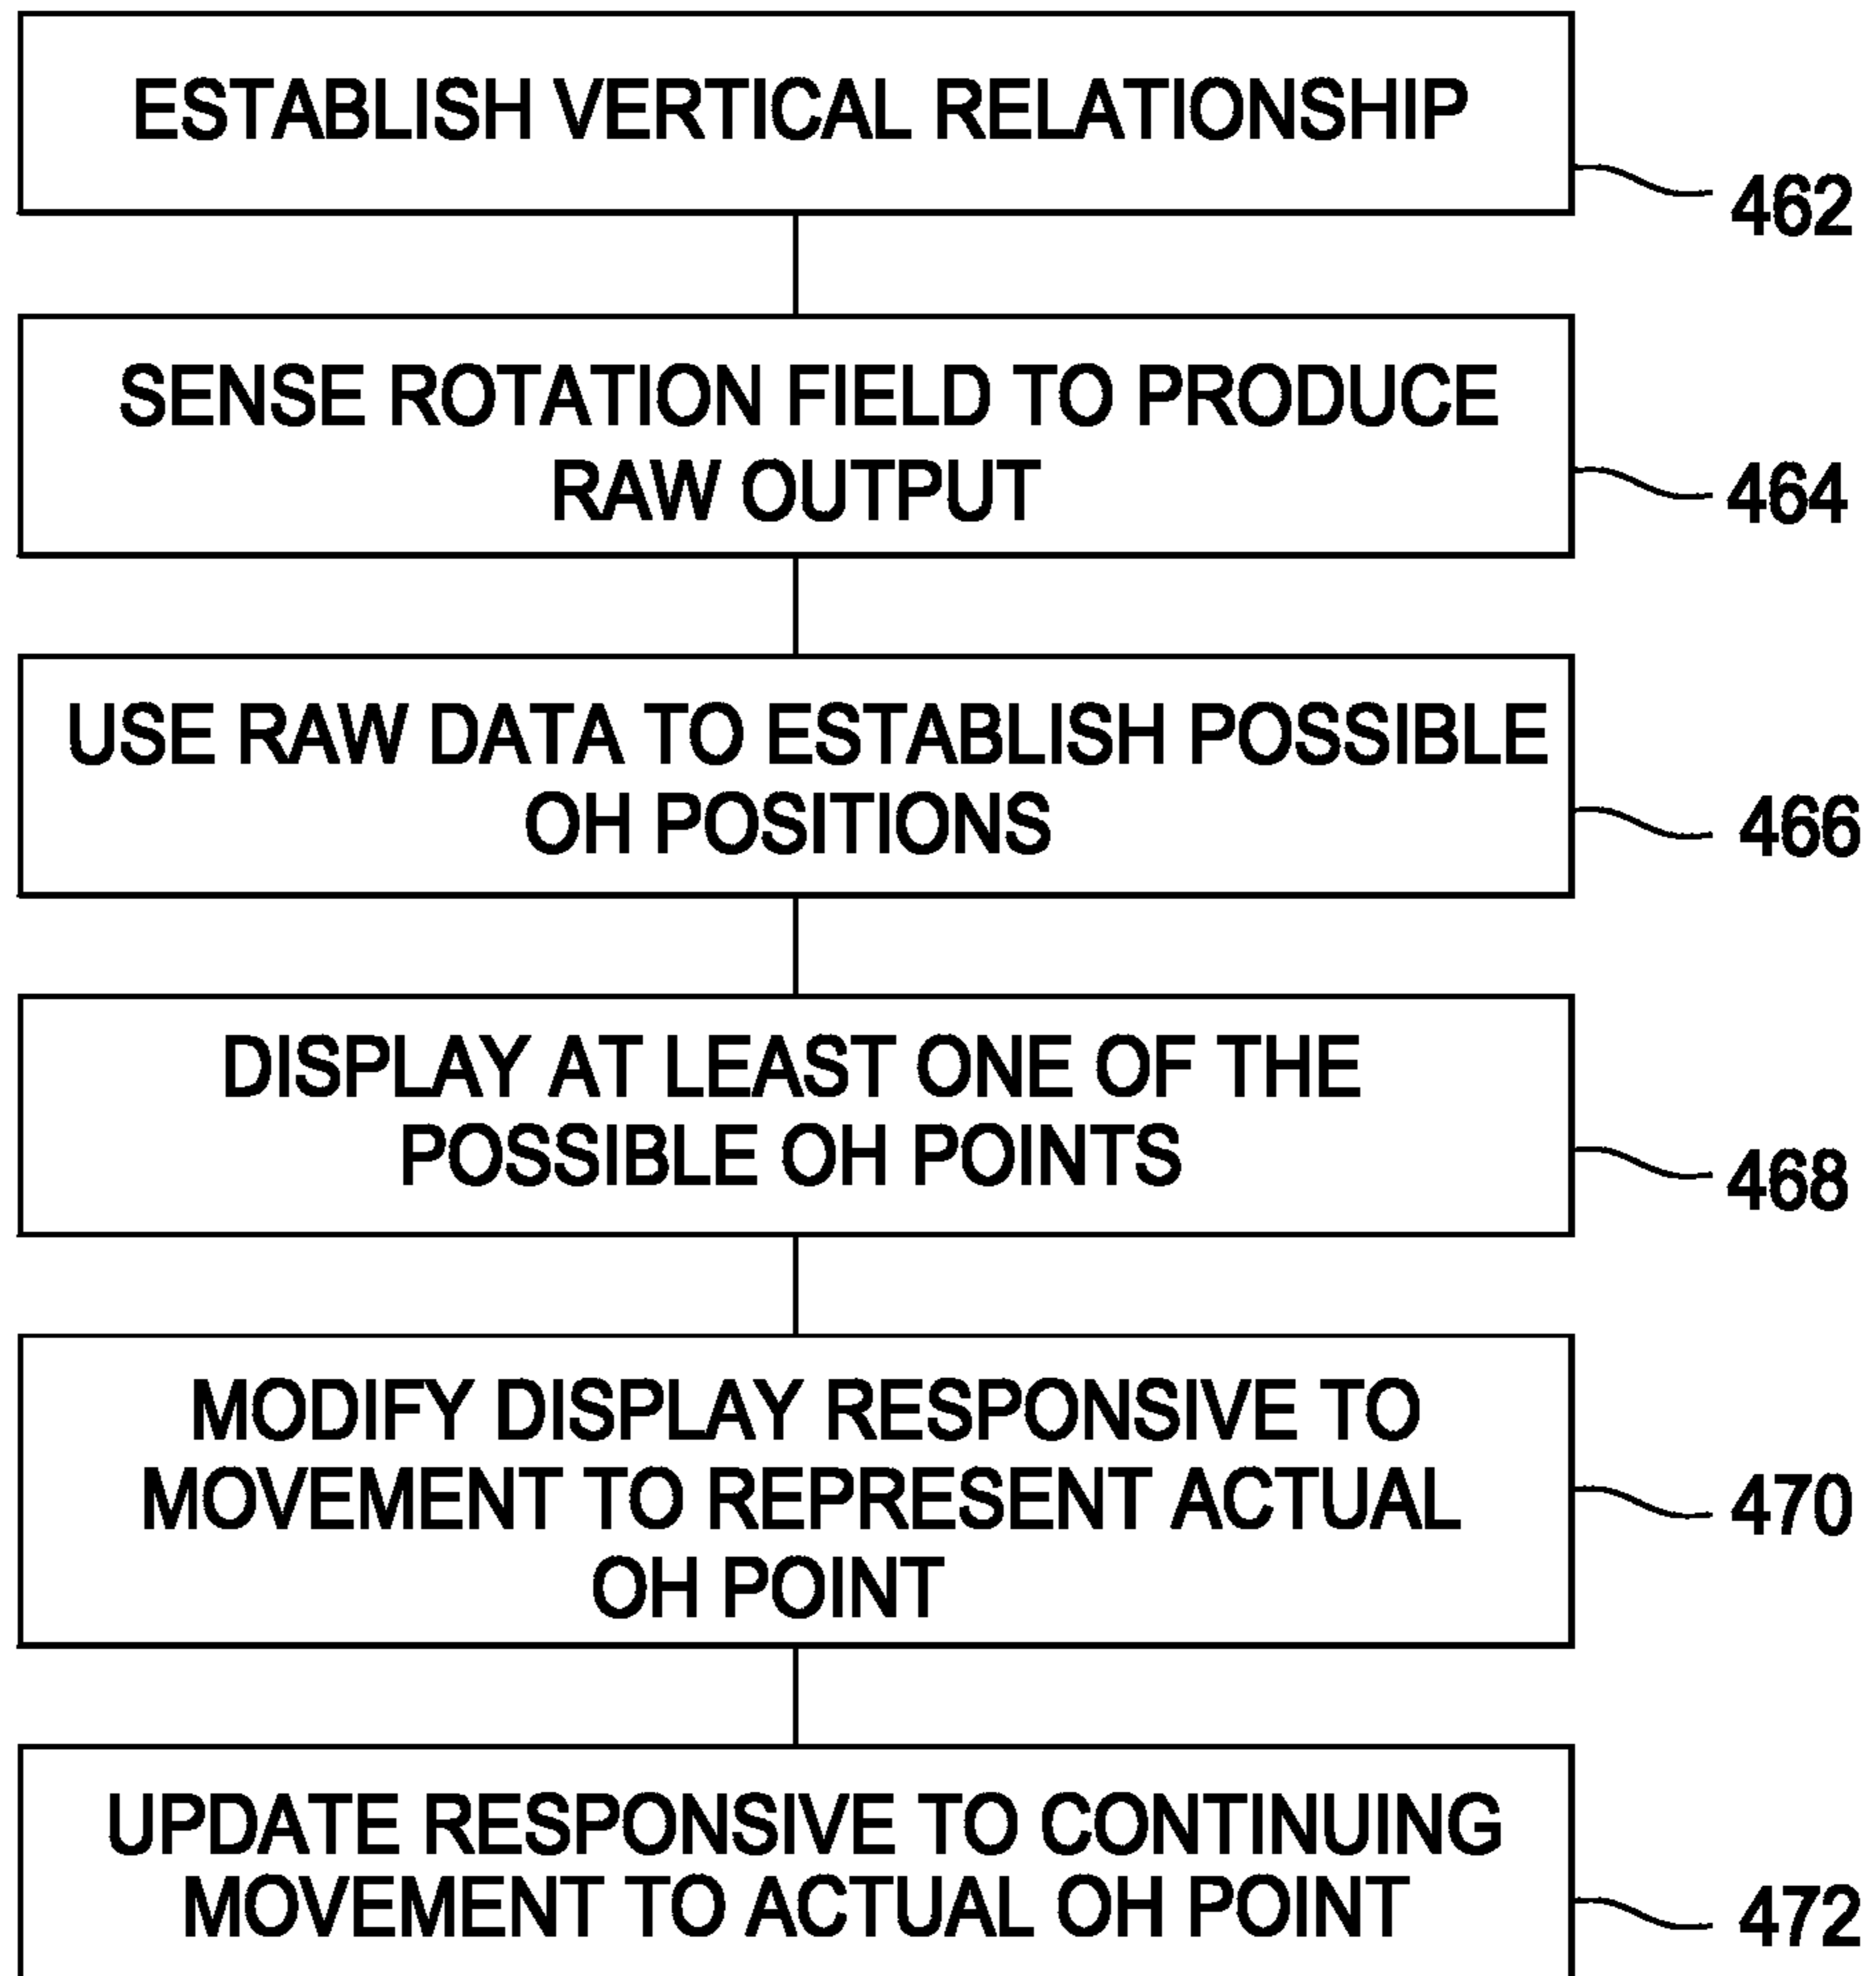 ESTABLISH VERTICAL RELATIONSHIP
462
SENSE ROTATION FIELD TO PRODUCE
RAW OUTPUT
464
USE RAW DATA TO ESTABLISH POSSIBLE
OH POSITIONS
466
DISPLAY AT LEAST ONE OF THE
POSSIBLE OH POINTS
468
MODIFY DISPLAY RESPONSIVE TO
MOVEMENT TO REPRESENT ACTUAL
OH POINT
470
UPDATE RESPONSIVE TO CONTINUING
MOVEMENT TO ACTUAL OH POINT
472